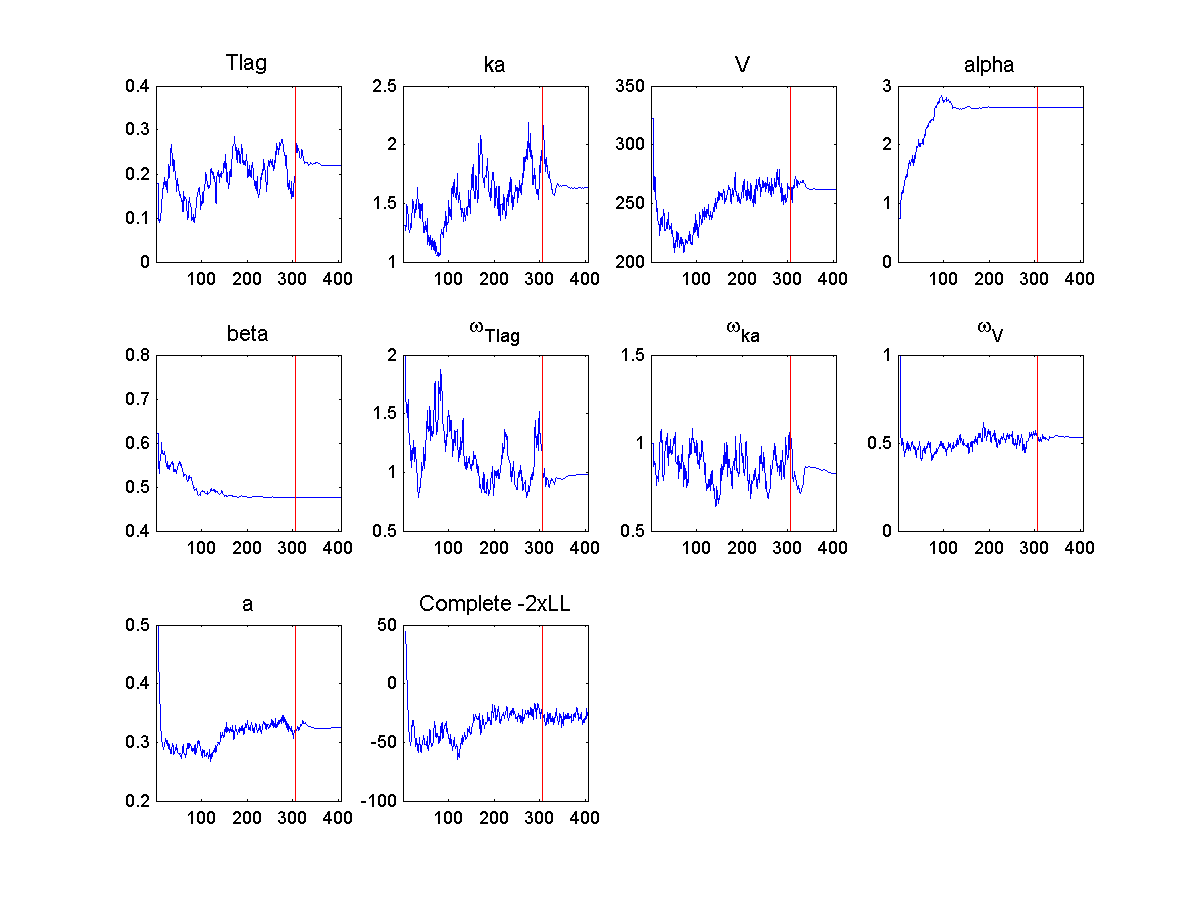 Tlag ka V alpha
0.4 2.5 350 3
0.3 2 300 2
0.2 1.5 250 1
0.1 1 200 0
0
100 200 300 400 100 200 300 400 100 200 300 400 100 200 300 400
beta ωTlag ωka ωV
0.8 2 1.5 1
0.7 1.5 1 0.5
0.6 1 0.5 0
0.5 0.5
0.4
100 200 300 400 100 200 300 400 100 200 300 400 100 200 300 400
a Complete -2xLL
0.5 50
0.4 0
0.3 -50
0.2 -100
100 200 300 400 100 200 300 400